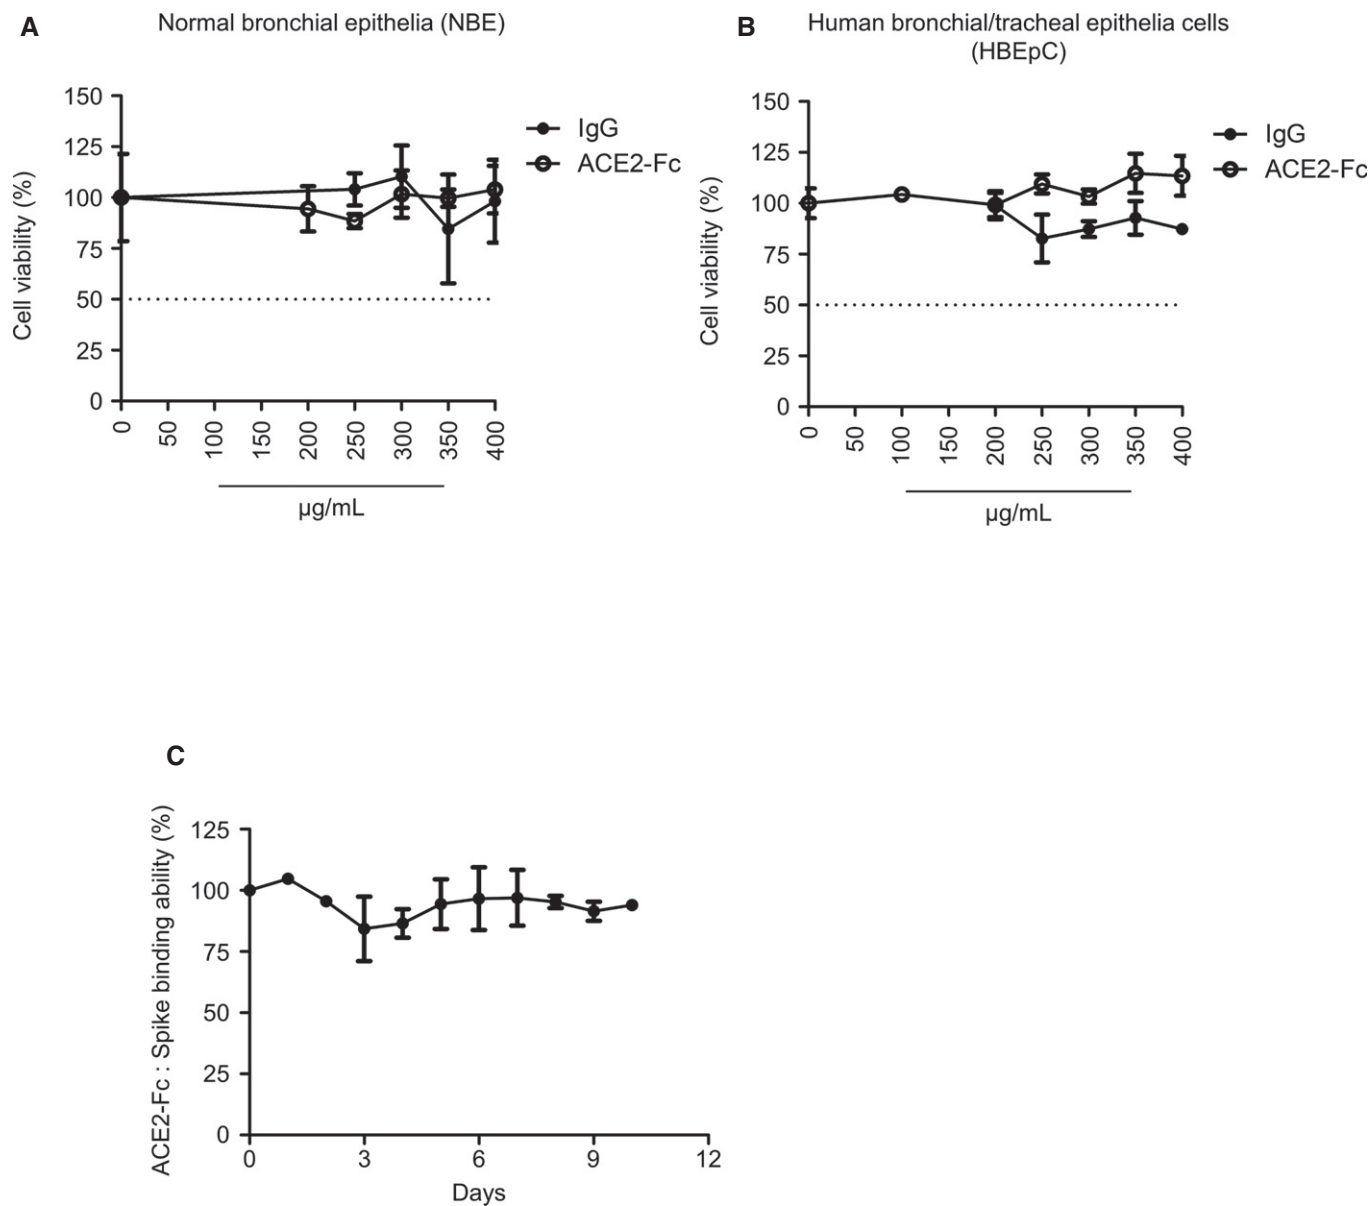 A
Normal bronchial epithelia (NBE)
150
125
100
75
50
25
0
Cell viability (%)
IgG
ACE2-Fc
0 50 100 150 200 250 300 350 400
µg/mL
B
Human bronchial/tracheal epithelia cells
(HBEpC)
150
125
100
75
50
25
0
Cell viability (%)
IgG
ACE2-Fc
0 50 100 150 200 250 300 350 400
µg/mL
C
125
100
75
50
25
0
ACE2-Fc : Spike binding ability (%)
0 3 6 9 12
Days